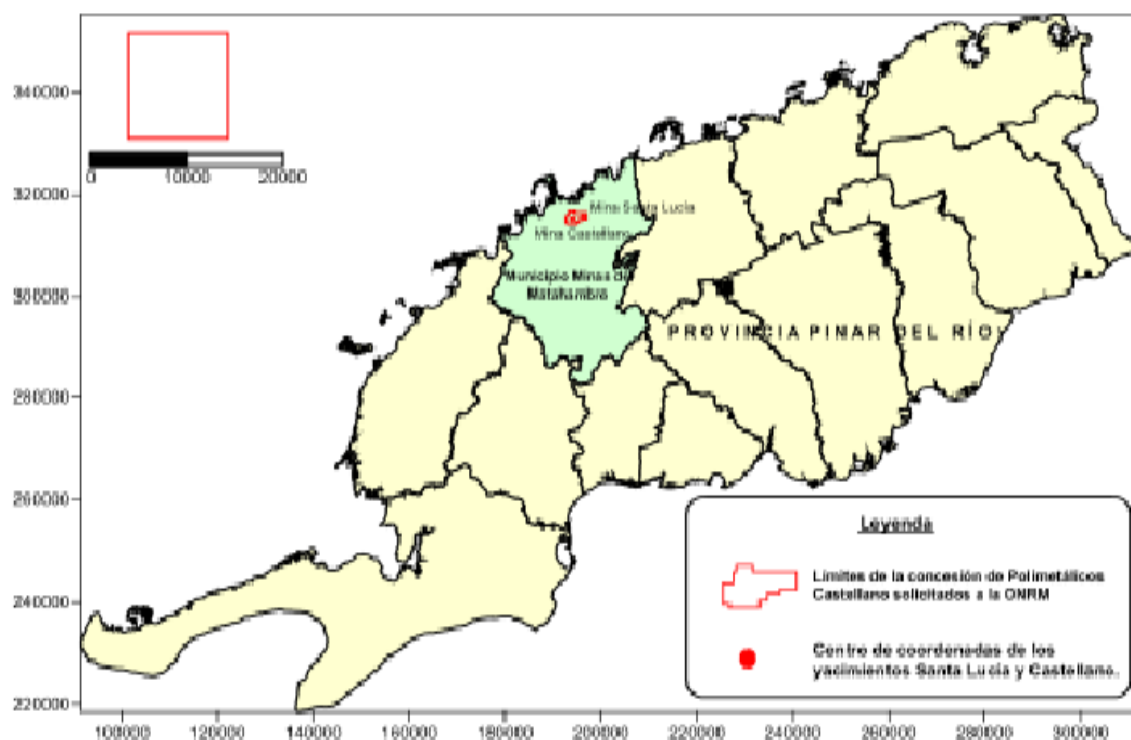 340000
320000
300000
280000
260000
240000
220000
0 10000 20000
Mina Santa Lucía
Mina Castellano
Municipio Minas de
Matahambre
PROVINCIA PINAR DEL RÍO
Leyenda
Límites de la concesión de Polimetálicos
Castellano solicitados a la ONRM
Centro de coordenadas de los
yacimientos Santa Lucía y Castellano.
100000 120000 140000 160000 180000 200000 220000 240000 260000 280000 300000